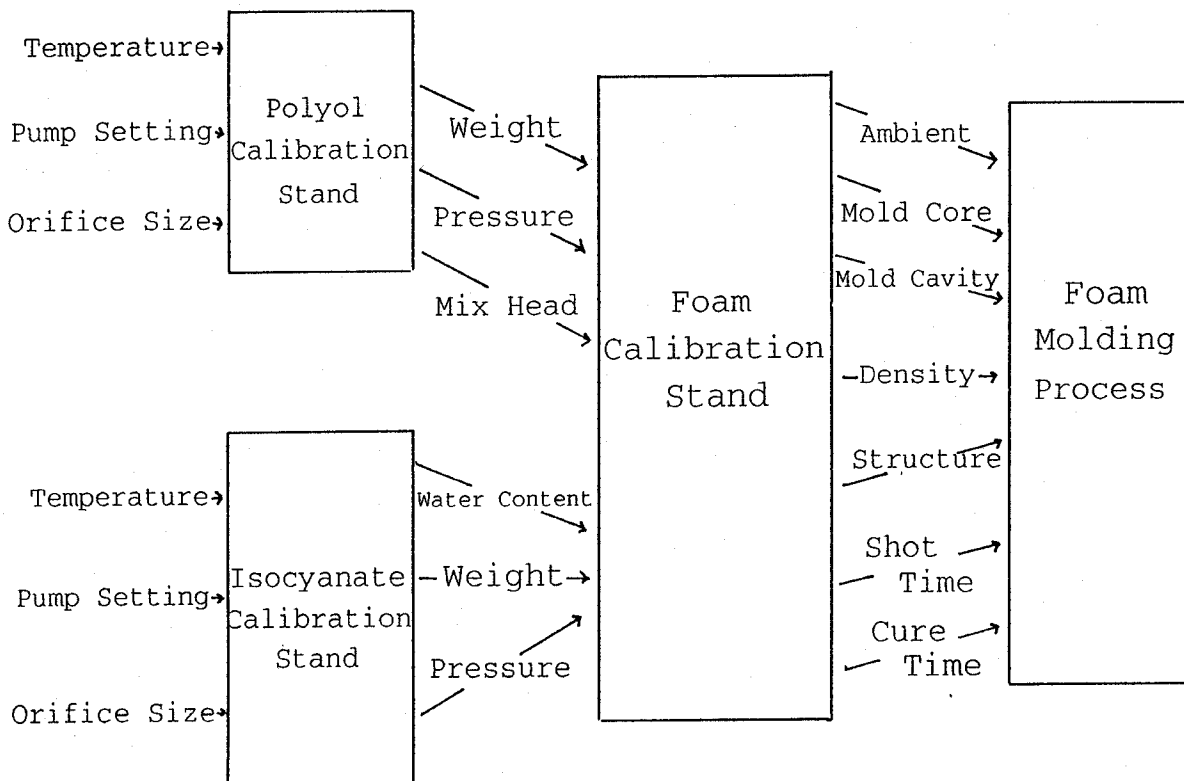 Temperature
Pump Setting
Orifice Size
Polyol
Calibration
Stand
Weight
Pressure
Mix Head
Temperature
Pump Setting
Orifice Size
Isocyanate
Calibration
Stand
Water Content
Weight
Pressure
Foam
Calibration
Stand
Ambient
Mold Core
Mold Cavity
Density
Structure
Shot
Time
Cure
Time
Foam
Molding
Process